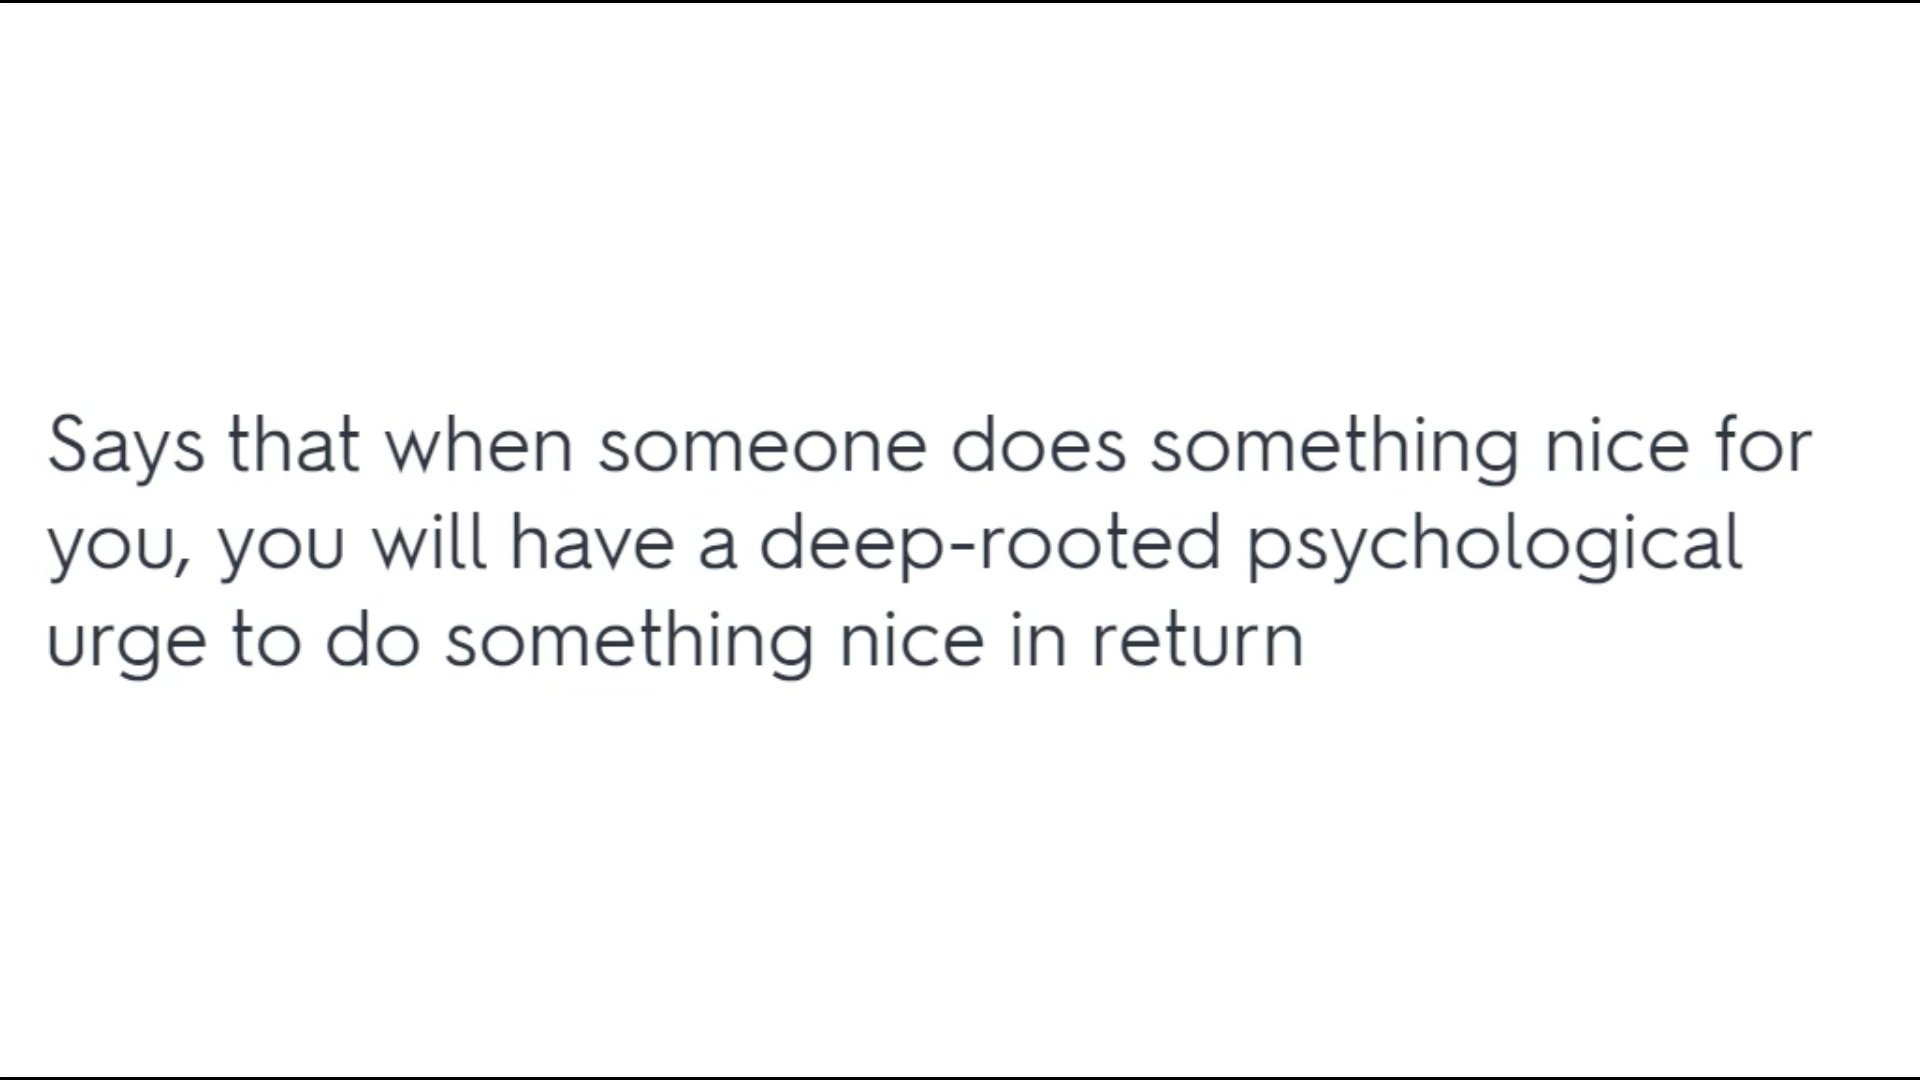 Says that when someone does something nice for
you, you will have a deep-rooted psychological
urge to do something nice in return